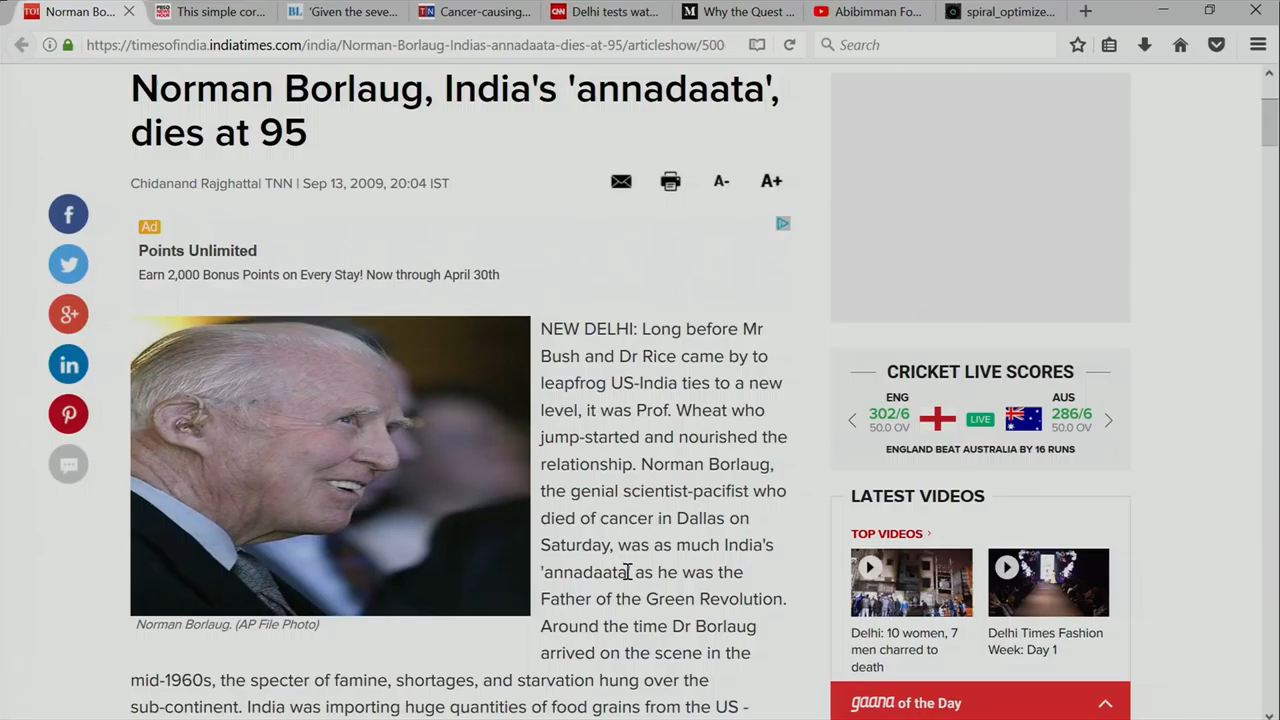 Norman Bo...
This simple cor...
'Given the seve...
Cancer-causing...
Delhi tests wat...
Why the Quest ...
Abibimman Fo...
spiral_optimize...
https://timesofindia.indiatimes.com/india/Norman-Borlaug-Indias-annadaata-dies-at-95/articleshow/500
Search
Norman Borlaug, India's 'annadaata',
dies at 95
Chidanand Rajghatta| TNN | Sep 13, 2009, 20:04 IST
A-
A+
Ad
Points Unlimited
Earn 2,000 Bonus Points on Every Stay! Now through April 30th
NEW DELHI: Long before Mr
Bush and Dr Rice came by to
leapfrog US-India ties to a new
level, it was Prof. Wheat who
jump-started and nourished the
relationship. Norman Borlaug,
the genial scientist-pacifist who
died of cancer in Dallas on
Saturday, was as much India's
'annadaata' as he was the
Father of the Green Revolution.
Around the time Dr Borlaug
arrived on the scene in the
mid-1960s, the specter of famine, shortages, and starvation hung over the
subcontinent. India was importing huge quantities of food grains from the US -
Norman Borlaug. (AP File Photo)
CRICKET LIVE SCORES
ENG
302/6
50.0 OV
LIVE
AUS
286/6
50.0 OV
ENGLAND BEAT AUSTRALIA BY 16 RUNS
LATEST VIDEOS
TOP VIDEOS
Delhi: 10 women, 7
men charred to
death
Delhi Times Fashion
Week: Day 1
gaana of the Day